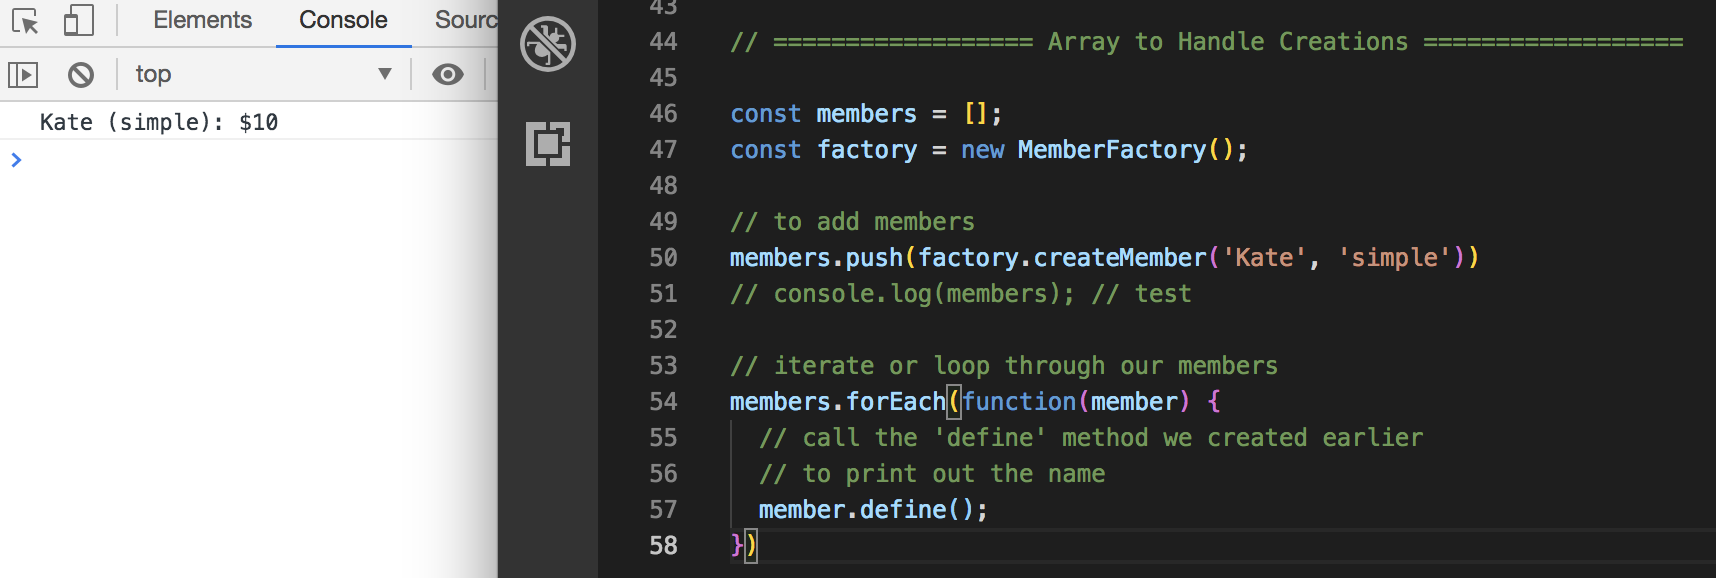 Elements Console Sourc
top
Kate (simple): $10
43
44 // ================== Array to Handle Creations ==================
45
46 const members = [];
47 const factory = new MemberFactory();
48
49 // to add members
50 members.push(factory.createMember('Kate', 'simple'))
51 // console.log(members); // test
52
53 // iterate or loop through our members
54 members.forEach(function(member) {
55 // call the 'define' method we created earlier
56 // to print out the name
57 member.define();
58 })